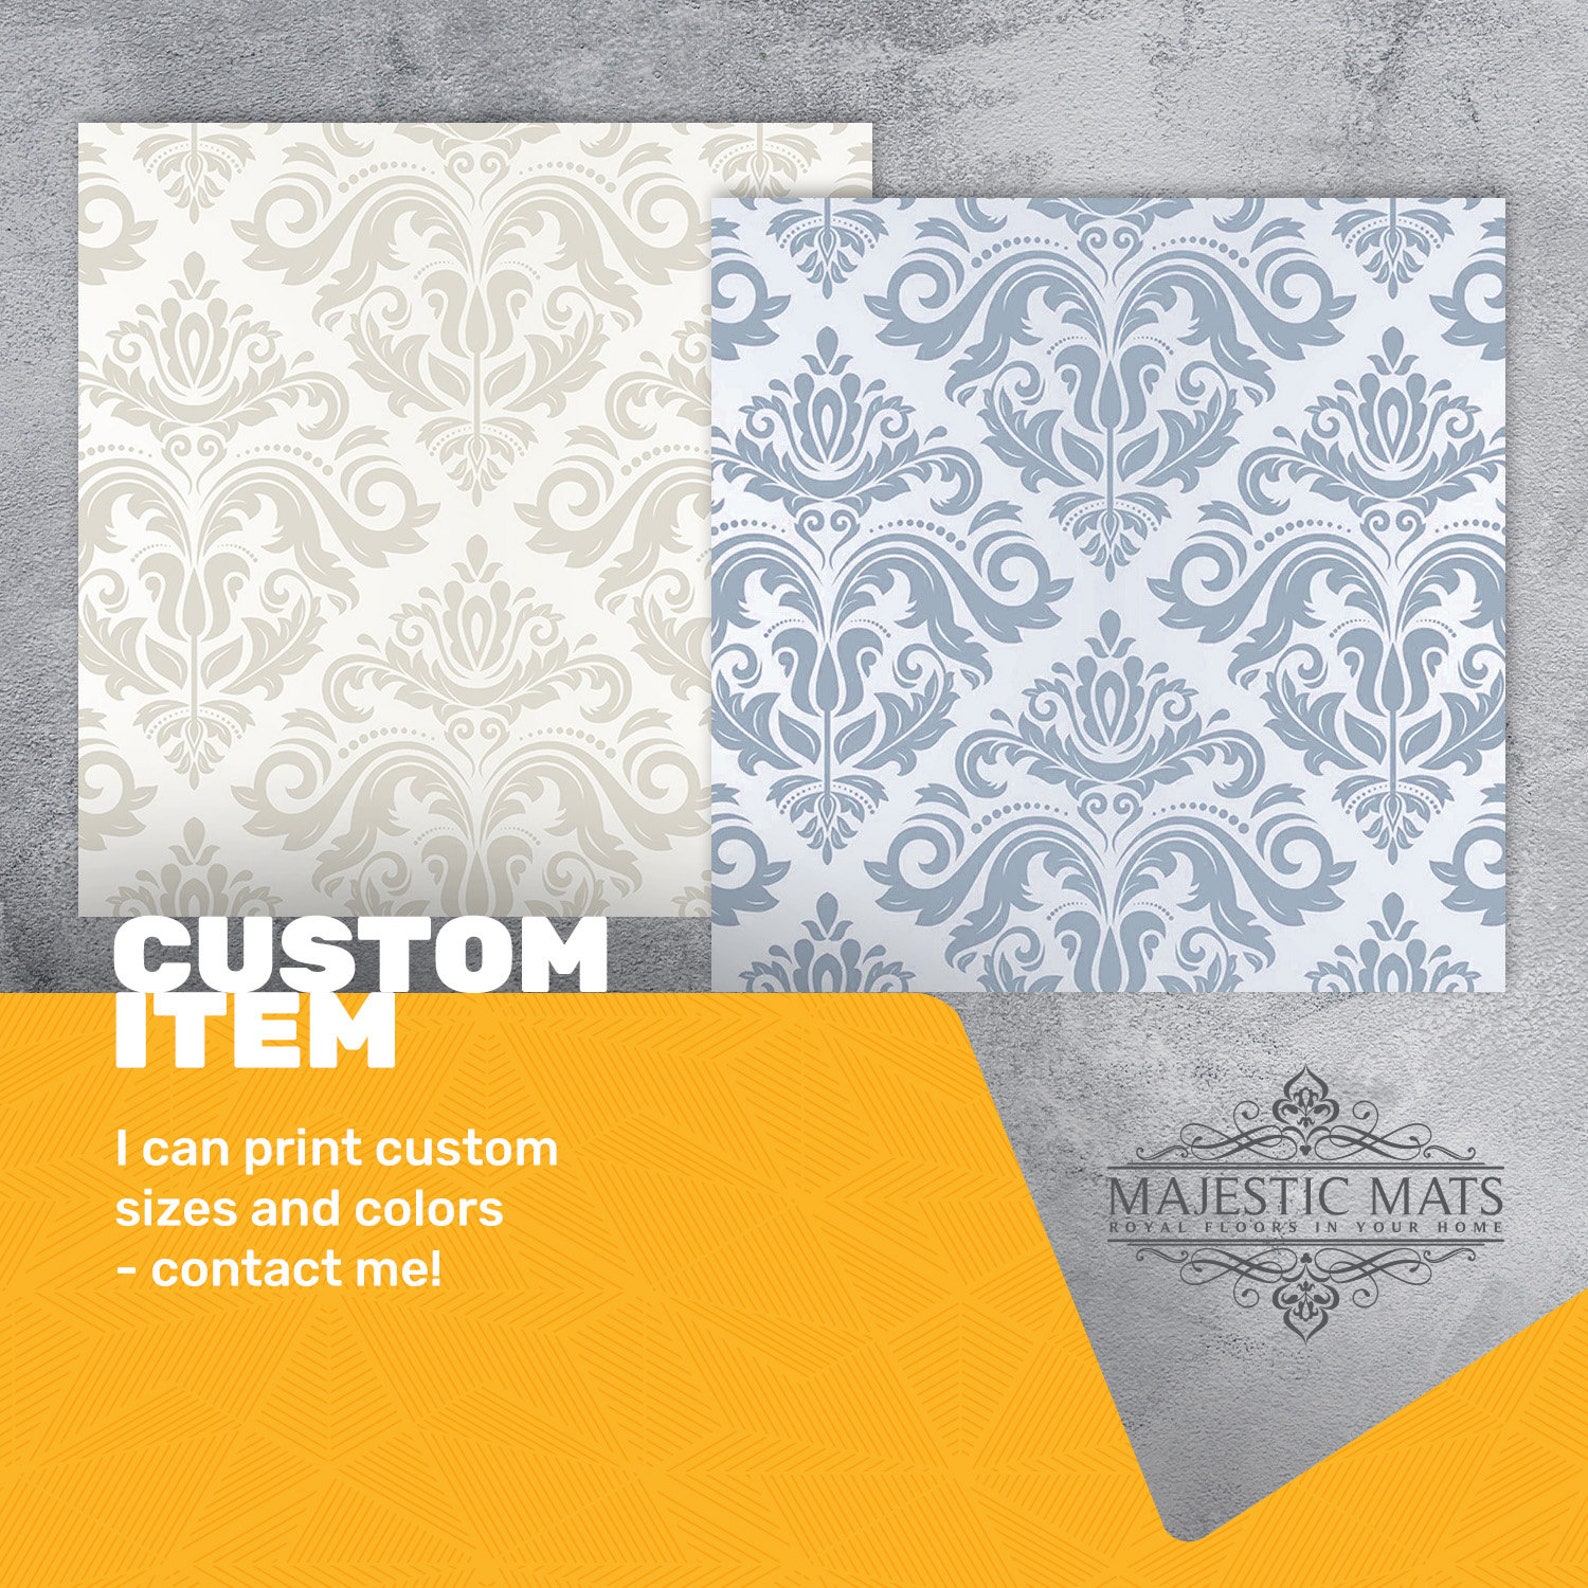 CUSTOM
ITEM
I can print custom
sizes and colors
- contact me!
MAJESTIC MATS
ROYAL FLOORS IN YOUR HOME